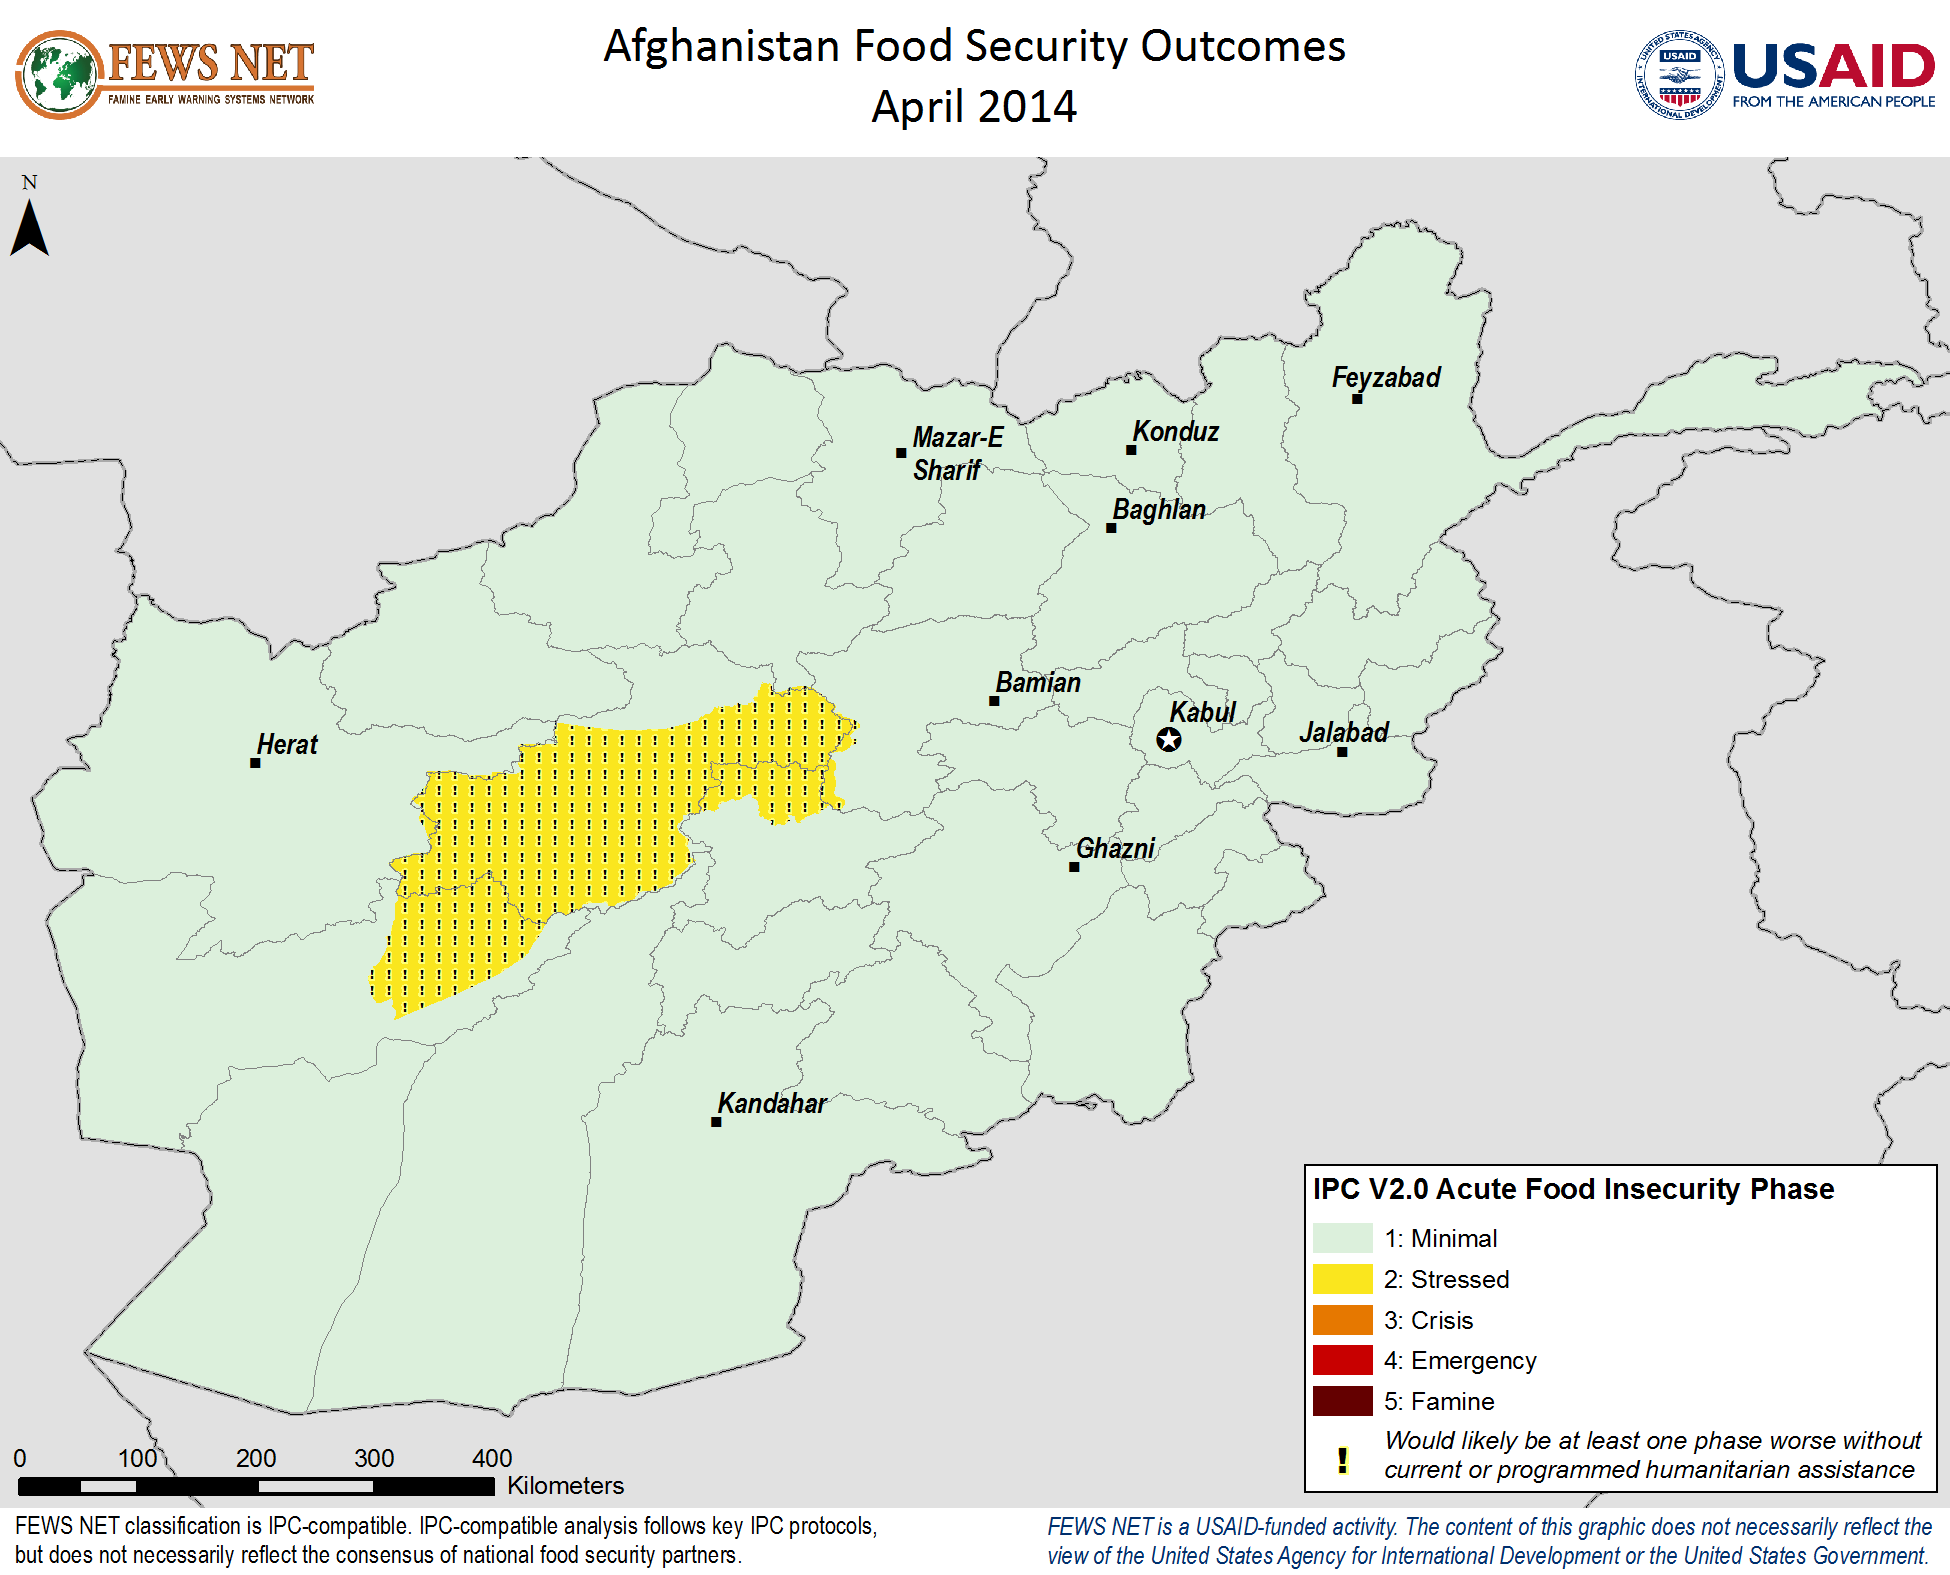 FEWS NET
FAMINE EARLY WARNING SYSTEMS NETWORK
Afghanistan Food Security Outcomes
April 2014
UNITED STATES AGENCY
USAID
INTERNATIONAL DEVELOPMENT
USAID
FROM THE AMERICAN PEOPLE
N
Feyzabad
Mazar-E
Sharif
Konduz
Baghlan
Bamian
Kabul
Jalabad
Herat
Ghazni
Kandahar
IPC V2.0 Acute Food Insecurity Phase
1: Minimal
2: Stressed
3: Crisis
4: Emergency
5: Famine
! Would likely be at least one phase worse without
current or programmed humanitarian assistance
0 100 200 300 400
Kilometers
FEWS NET classification is IPC-compatible. IPC-compatible analysis follows key IPC protocols,
but does not necessarily reflect the consensus of national food security partners.
FEWS NET is a USAID-funded activity. The content of this graphic does not necessarily reflect the
view of the United States Agency for International Development or the United States Government.